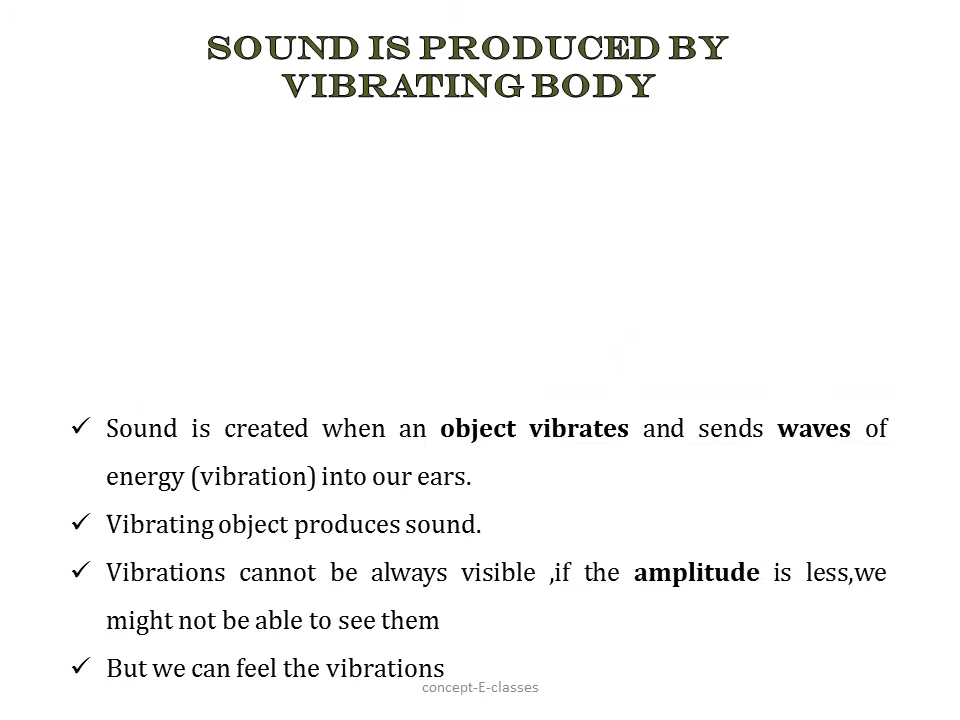 SOUND IS PRODUCED BY
VIBRATING BODY
✓ Sound is created when an object vibrates and sends waves of
energy (vibration) into our ears.
✓ Vibrating object produces sound.
✓ Vibrations cannot be always visible ,if the amplitude is less,we
might not be able to see them
✓ But we can feel the vibrations
concept-E-classes